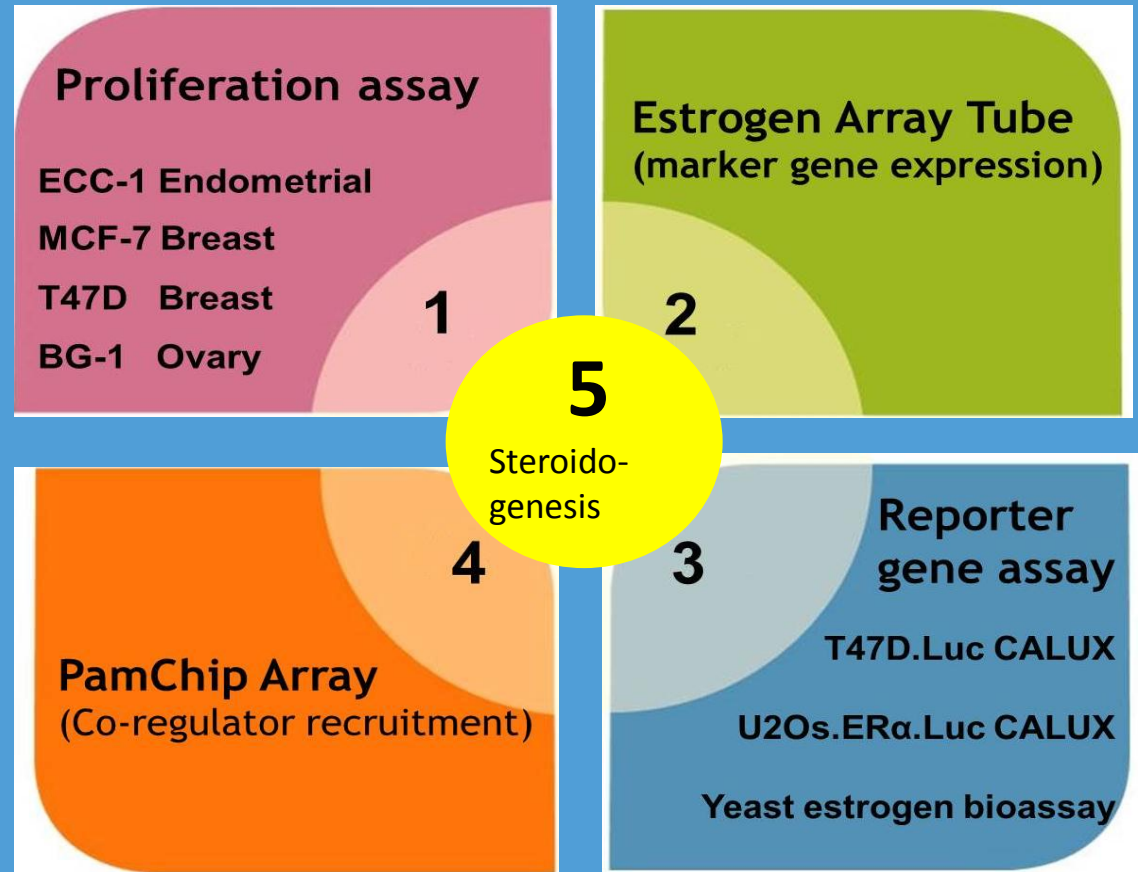 Proliferation assay
ECC-1 Endometrial
MCF-7 Breast
T47D Breast
BG-1 Ovary
1
Estrogen Array Tube
(marker gene expression)
2
5
Steroido-
genesis
4
PamChip Array
(Co-regulator recruitment)
3
Reporter
gene assay
T47D.Luc CALUX
U2Os.ERα.Luc CALUX
Yeast estrogen bioassay